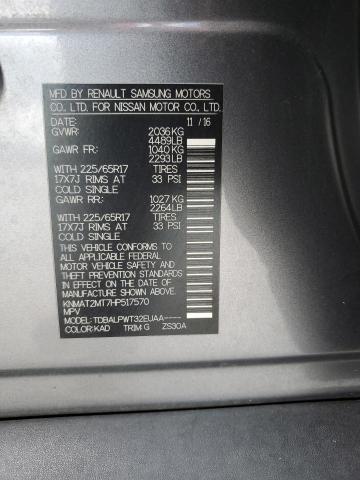 MFD BY RENAULT SAMSUNG MOTORS
CO., LTD. FOR NISSAN MOTOR CO., LTD.
DATE: 11 / 16
GVWR: 2036KG
4489LB
GAWR FR: 1040 KG
2293LB
WITH 225/65R17 TIRES
17X7J RIMS AT 33 PSI
COLD SINGLE
GAWR RR: 1027 KG
2264LB
WITH 225/65R17 TIRES
17X7J RIMS AT 33 PSI
COLD SINGLE
THIS VEHICLE CONFORMS TO ALL
APPLICABLE FEDERAL MOTOR
VEHICLE SAFETY AND THEFT
PREVENTION STANDARDS IN
EFFECT ON THE DATE OF
MANUFACTURE SHOWN ABOVE.
KNMAT2MT7HP517570
MPV
MODEL: TDBALPWT32EUAA----
COLOR: KAD TRIM: G ZS30A